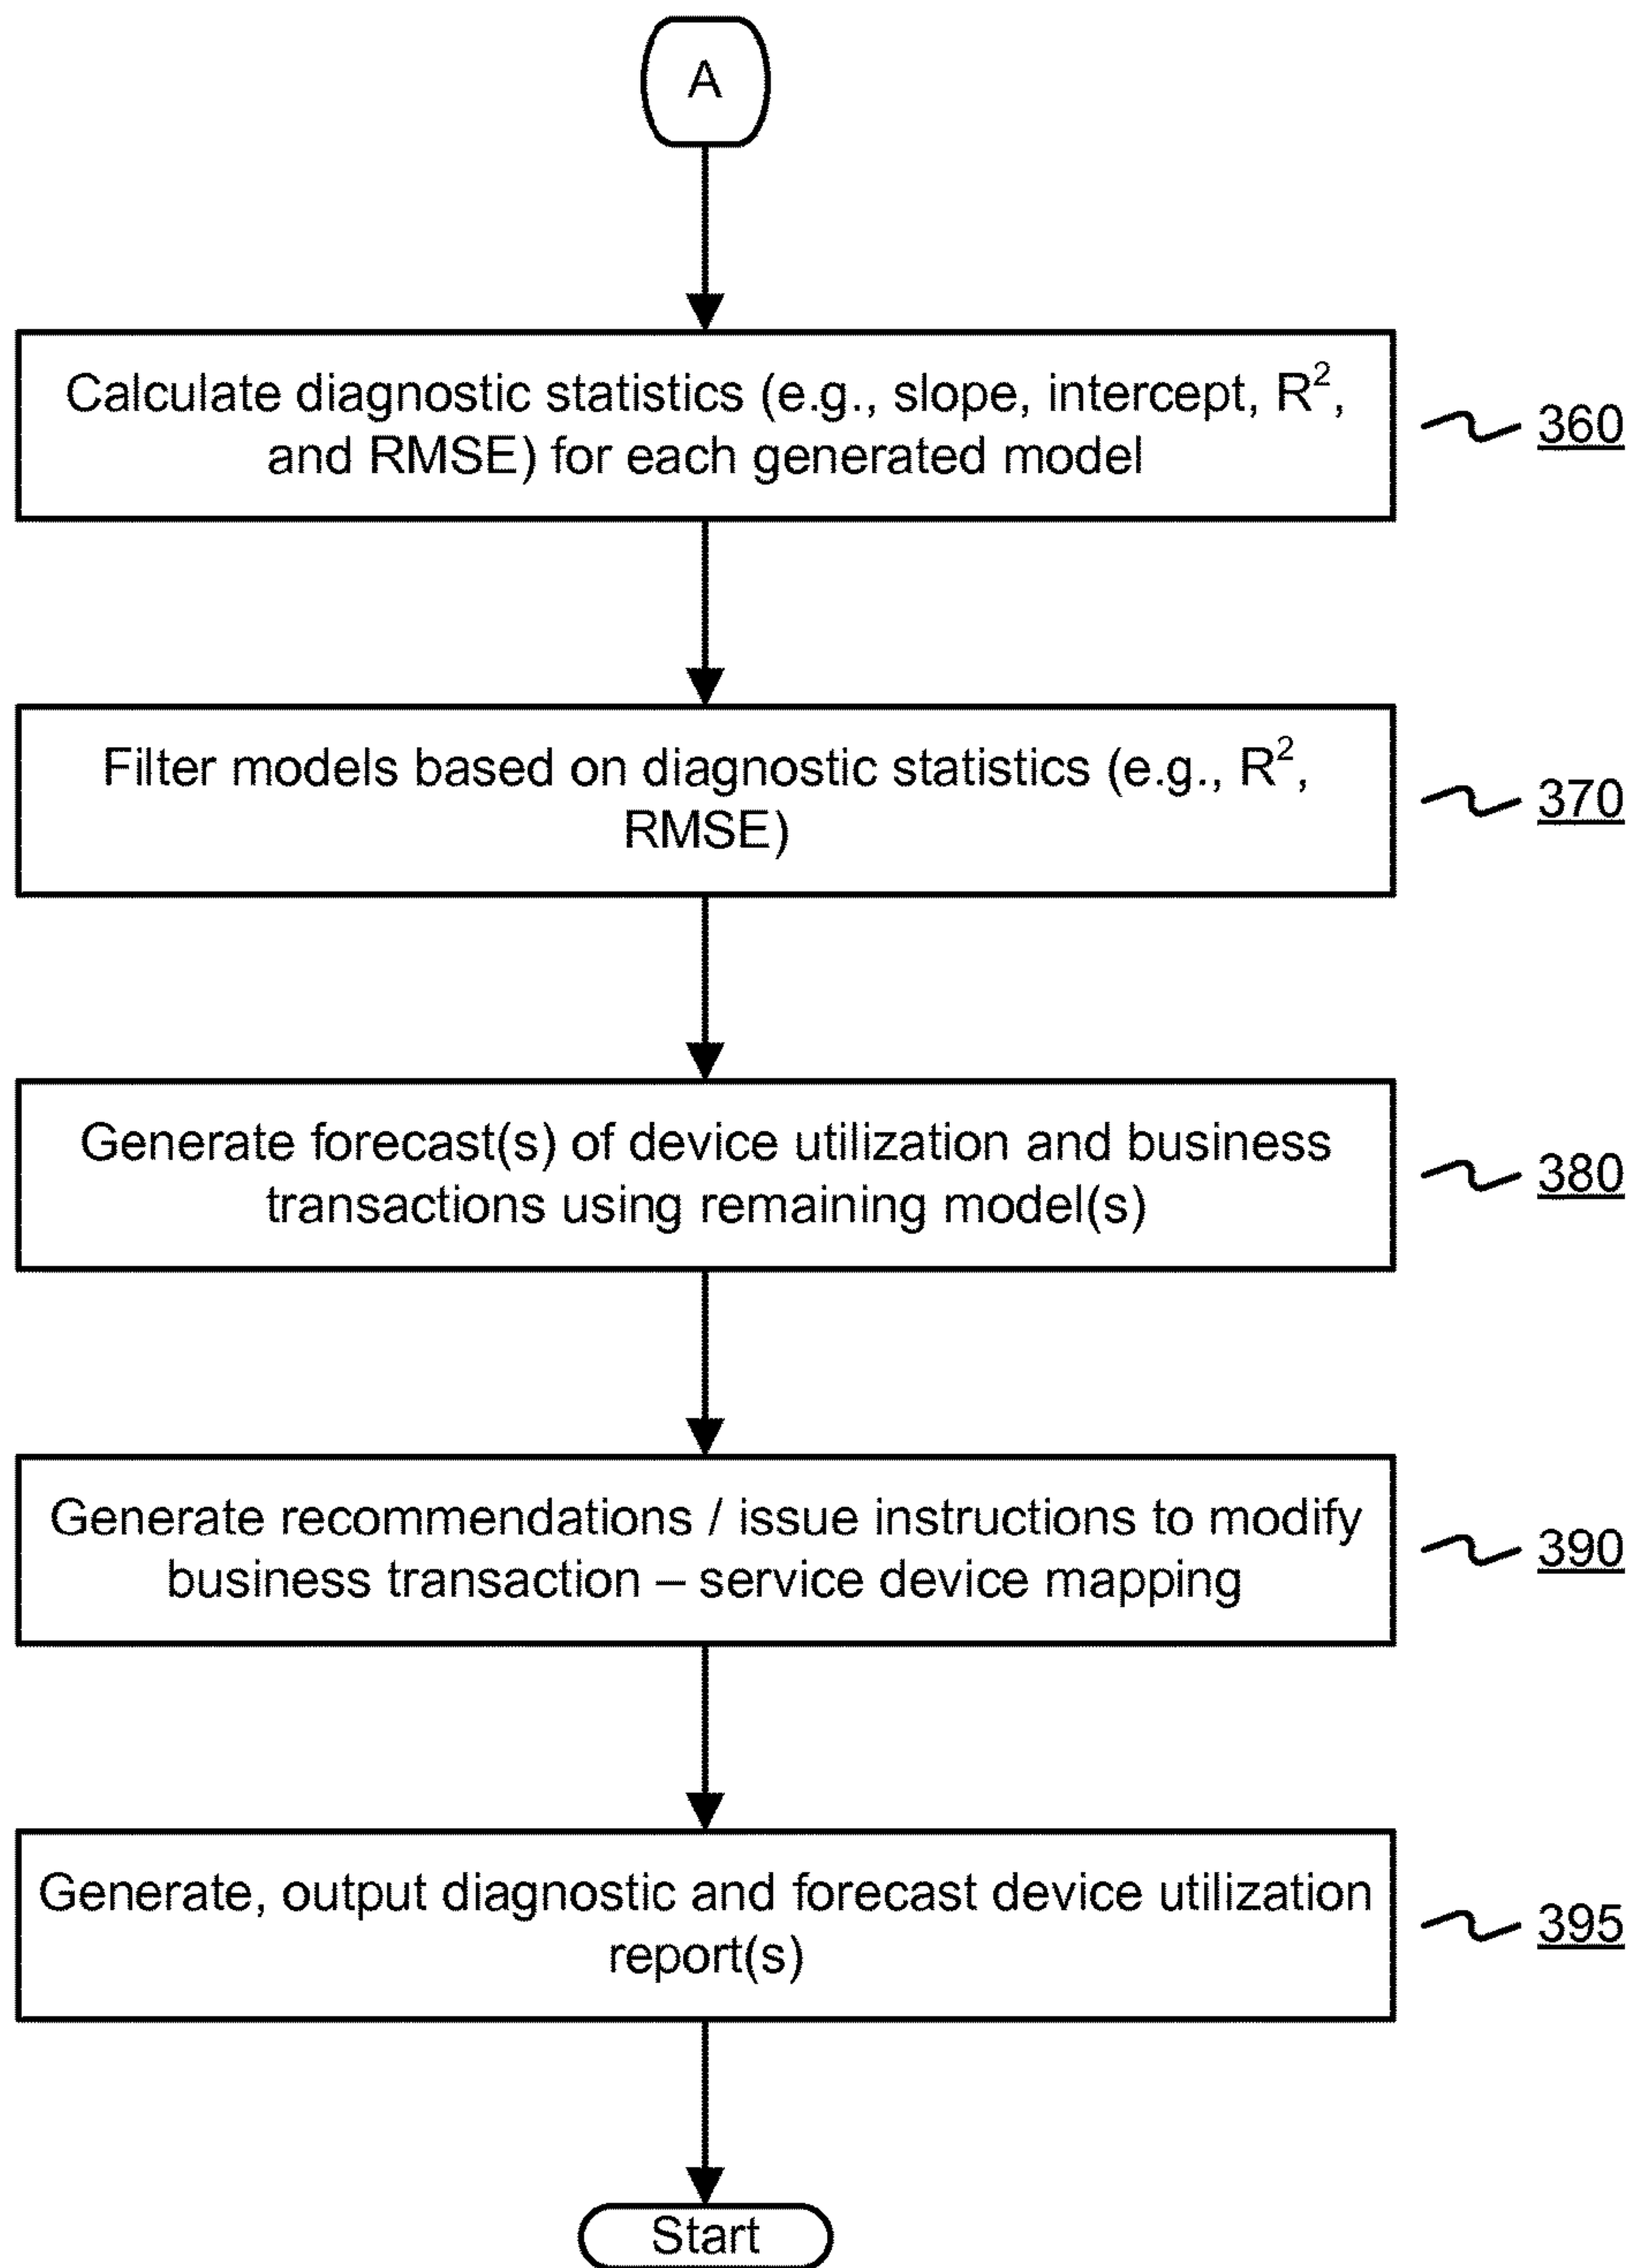 A
Calculate diagnostic statistics (e.g., slope, intercept, R²,
and RMSE) for each generated model
360
Filter models based on diagnostic statistics (e.g., R²,
RMSE)
370
Generate forecast(s) of device utilization and business
transactions using remaining model(s)
380
Generate recommendations / issue instructions to modify
business transaction – service device mapping
390
Generate, output diagnostic and forecast device utilization
report(s)
395
Start